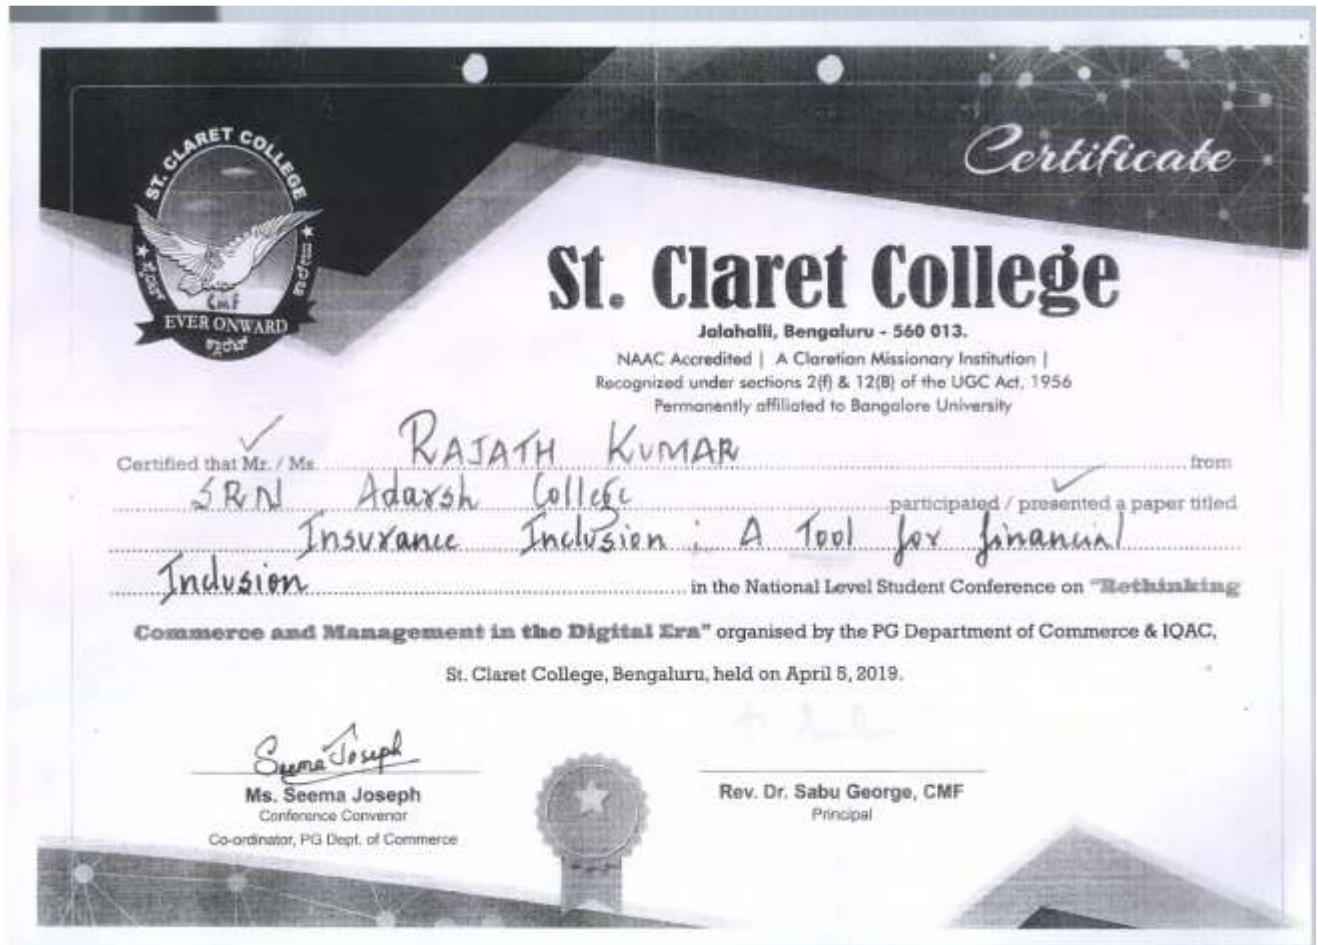 ST. CLARET COLLEGE
CMF
EVER ONWARD
ಕ್ಲಾರೆಟ್
Certificate
St. Claret College
Jalahalli, Bengaluru - 560 013.
NAAC Accredited | A Claretian Missionary Institution |
Recognized under sections 2(f) & 12(B) of the UGC Act, 1956
Permanently affiliated to Bangalore University
Certified that Mr. / Ms. RAJATH KUMAR from
SRN Adarsh College participated / presented a paper titled
Insurance Inclusion : A Tool for financial
Inclusion in the National Level Student Conference on "Rethinking
Commerce and Management in the Digital Era" organised by the PG Department of Commerce & IQAC,
St. Claret College, Bengaluru, held on April 5, 2019.
Seema Joseph
Ms. Seema Joseph
Conference Convenor
Co-ordinator, PG Dept. of Commerce
Rev. Dr. Sabu George, CMF
Principal